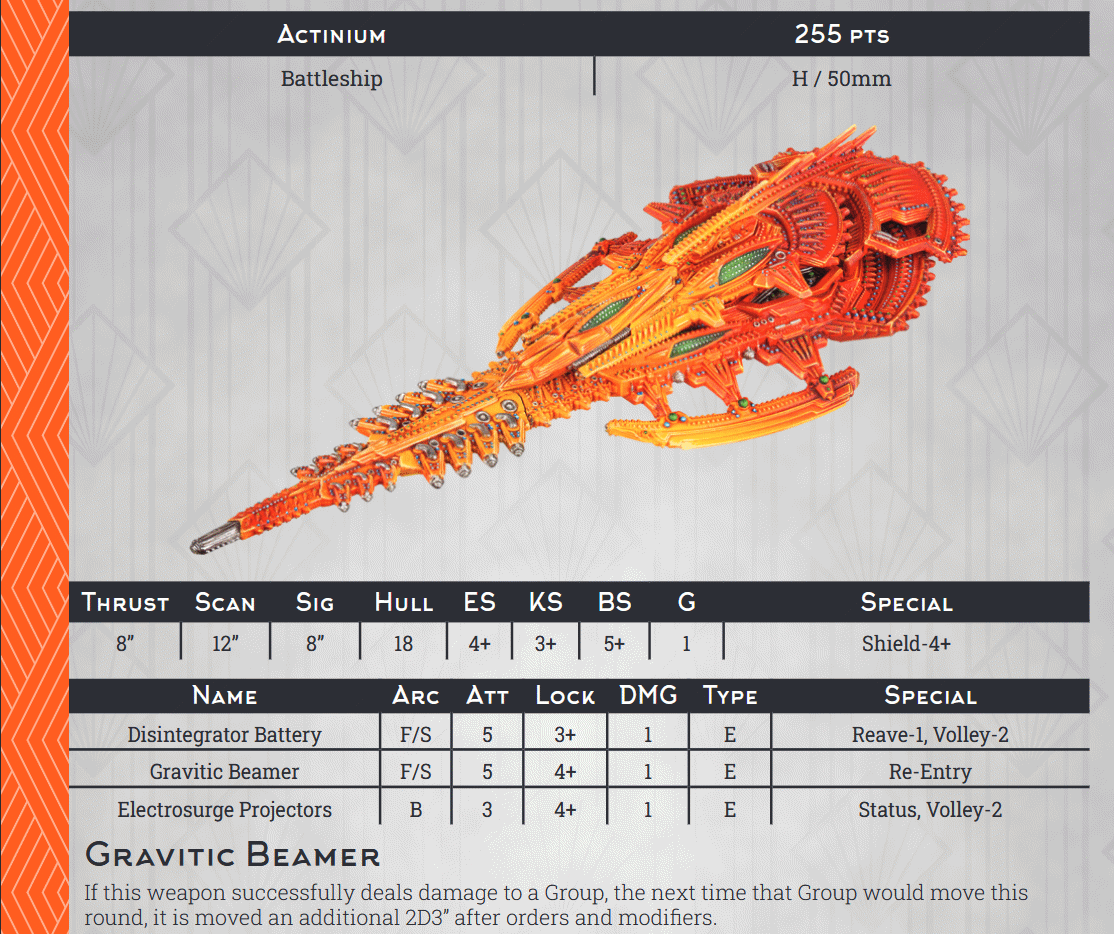 Actinium 255 pts
Battleship H / 50mm
Thrust Scan Sig Hull ES KS BS G Special
8” 12” 8” 18 4+ 3+ 5+ 1 Shield-4+
Name Arc Att Lock DMG Type Special
Disintegrator Battery F/S 5 3+ 1 E Reave-1, Volley-2
Gravitic Beamer F/S 5 4+ 1 E Re-Entry
Electrosurge Projectors B 3 4+ 1 E Status, Volley-2
Gravitic Beamer
If this weapon successfully deals damage to a Group, the next time that Group would move this
round, it is moved an additional 2D3” after orders and modifiers.